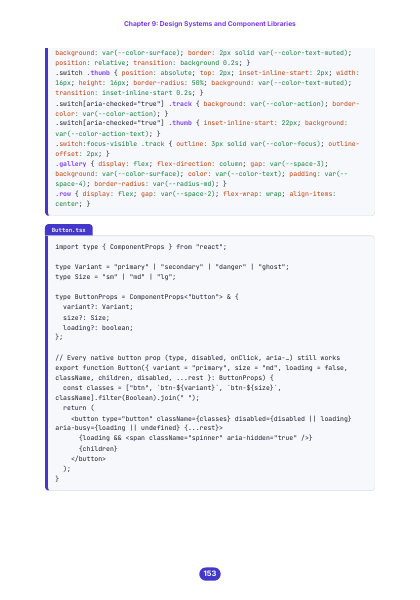 Chapter 9: Design Systems and Component Libraries
background: var(--color-surface); border: 2px solid var(--color-text-muted);
position: relative; transition: background 0.2s; }
.switch .thumb { position: absolute; top: 2px; inset-inline-start: 2px; width:
16px; height: 16px; border-radius: 50%; background: var(--color-text-muted);
transition: inset-inline-start 0.2s; }
.switch[aria-checked="true"] .track { background: var(--color-action); border-
color: var(--color-action); }
.switch[aria-checked="true"] .thumb { inset-inline-start: 22px; background:
var(--color-action-text); }
.switch:focus-visible .track { outline: 3px solid var(--color-focus); outline-
offset: 2px; }
.gallery { display: flex; flex-direction: column; gap: var(--space-3);
background: var(--color-surface); color: var(--color-text); padding: var(--
space-4); border-radius: var(--radius-md); }
.row { display: flex; gap: var(--space-2); flex-wrap: wrap; align-items:
center; }
Button.tsx
import type { ComponentProps } from "react";
type Variant = "primary" | "secondary" | "danger" | "ghost";
type Size = "sm" | "md" | "lg";
type ButtonProps = ComponentProps<"button"> & {
variant?: Variant;
size?: Size;
loading?: boolean;
};
// Every native button prop (type, disabled, onClick, aria-…) still works
export function Button({ variant = "primary", size = "md", loading = false,
className, children, disabled, ...rest }: ButtonProps) {
const classes = ["btn", `btn-${variant}`, `btn-${size}`,
className].filter(Boolean).join(" ");
return (
<button type="button" className={classes} disabled={disabled || loading}
aria-busy={loading || undefined} {...rest}>
{loading && <span className="spinner" aria-hidden="true" />}
{children}
</button>
);
}
153